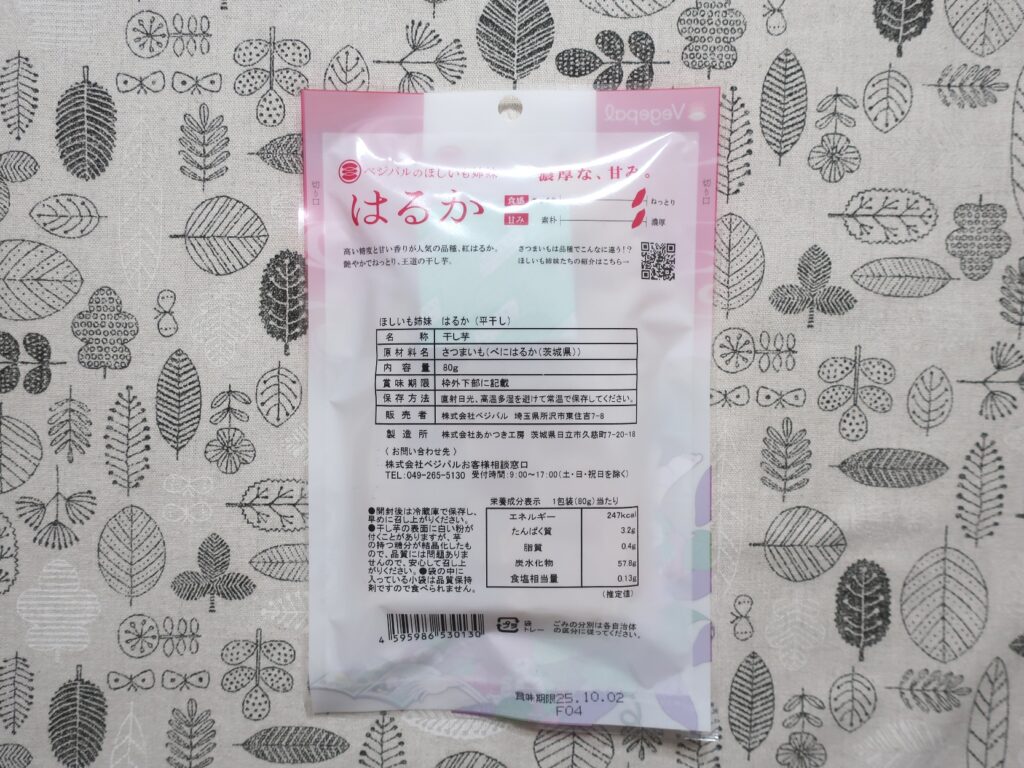 Vegepal
切り口
切り口
ベジパルのほしいも姉妹
濃厚な、甘み。
はるか
食感 ねっとり
甘み 素朴 濃厚
高い糖度と甘い香りが人気の品種、紅はるか。
艶やかでねっとり、王道の干し芋。
さつまいもは品種でこんなに違う!?
ほしいも姉妹たちの紹介はこちら→
ほしいも姉妹 はるか(平干し)
名称 干し芋
原材料名 さつまいも(べにはるか(茨城県))
内容量 80g
賞味期限 枠外下部に記載
保存方法 直射日光、高温多湿を避けて常温で保存してください。
販売者 株式会社ベジパル 埼玉県所沢市東住吉7-8
製造所 株式会社あかつき工房 茨城県日立市久慈町7-20-18
〈お問い合わせ先〉
株式会社ベジパルお客様相談窓口
TEL:049-265-5130 受付時間:9:00~17:00(土・日・祝日を除く)
●開封後は冷蔵庫で保存し、
早めに召し上がりください。
●干し芋の表面に白い粉が
付くことがありますが、芋
の持つ糖分が結晶化したも
ので、品質には問題ありま
せんので、安心して召し上
がりください。●袋の中に
入っている小袋は品質保持
剤ですので食べられません。
栄養成分表示 1包装(80g)当たり
エネルギー 247kcal
たんぱく質 3.2g
脂質 0.4g
炭水化物 57.8g
食塩相当量 0.13g
(推定値)
4 595986 530130
プラ
袋
トレー
ごみの分別は各自治体
の区分に従ってください。
賞味期限25.10.02
F04